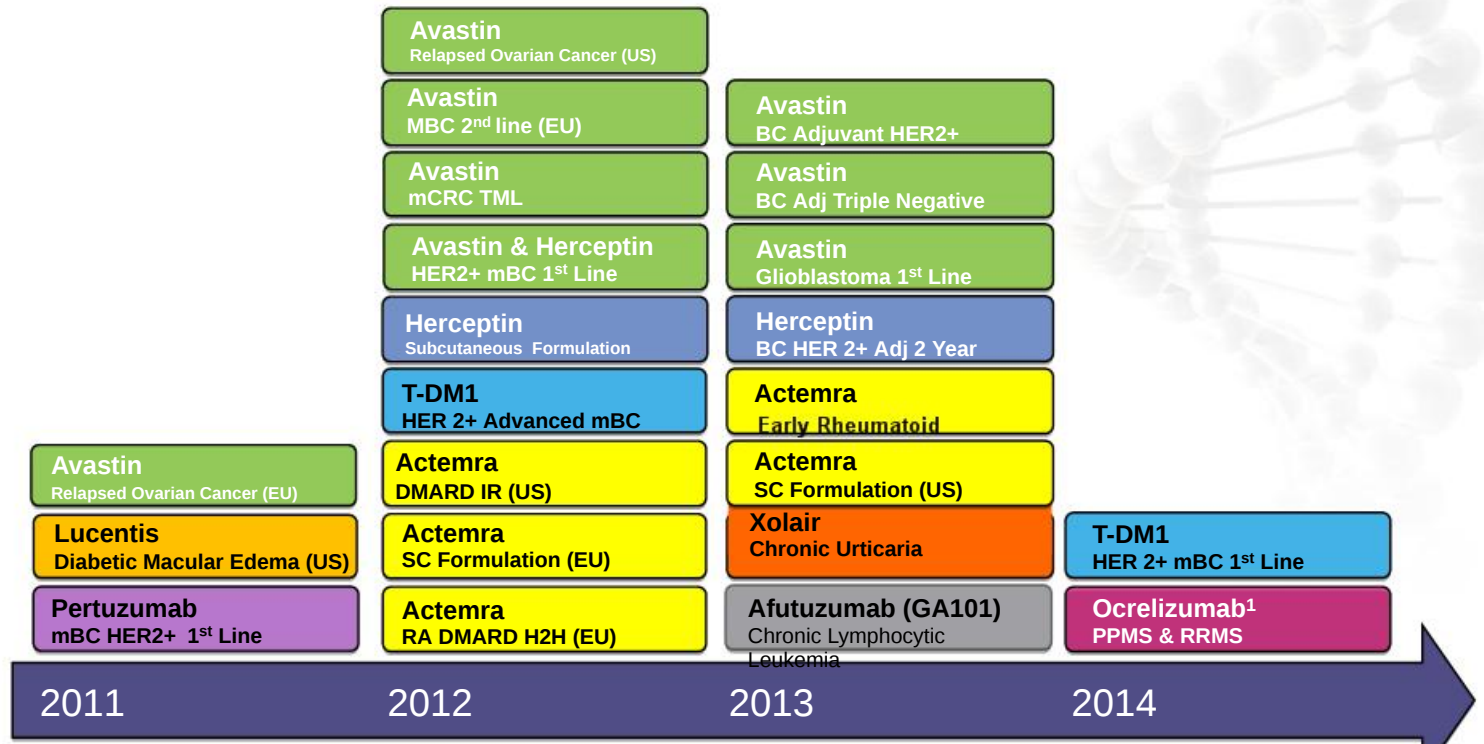 Avastin
Relapsed Ovarian Cancer (EU)
Lucentis
Diabetic Macular Edema (US)
Pertuzumab
mBC HER2+ 1st Line
Avastin
Relapsed Ovarian Cancer (US)
Avastin
MBC 2nd line (EU)
Avastin
mCRC TML
Avastin & Herceptin
HER2+ mBC 1st Line
Herceptin
Subcutaneous Formulation
T-DM1
HER 2+ Advanced mBC
Actemra
DMARD IR (US)
Actemra
SC Formulation (EU)
Actemra
RA DMARD H2H (EU)
Avastin
BC Adjuvant HER2+
Avastin
BC Adj Triple Negative
Avastin
Glioblastoma 1st Line
Herceptin
BC HER 2+ Adj 2 Year
Actemra
Early Rheumatoid
Actemra
SC Formulation (US)
Xolair
Chronic Urticaria
Afutuzumab (GA101)
Chronic Lymphocytic
Leukemia
T-DM1
HER 2+ mBC 1st Line
Ocrelizumab1
PPMS & RRMS
2011
2012
2013
2014